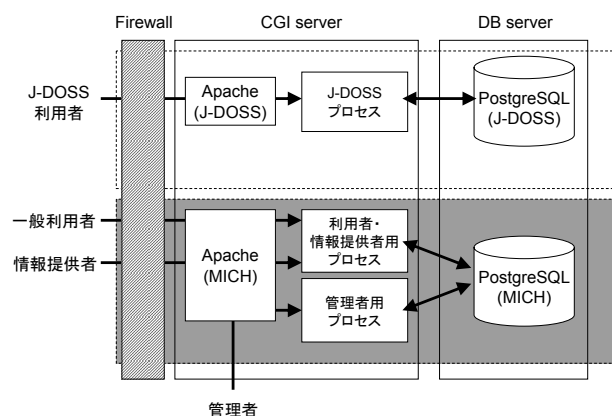 Firewall
CGI server
DB server
J-DOSS
利用者
Apache
(J-DOSS)
J-DOSS
プロセス
PostgreSQL
(J-DOSS)
一般利用者
情報提供者
Apache
(MICH)
利用者・
情報提供者用
プロセス
管理者用
プロセス
PostgreSQL
(MICH)
管理者